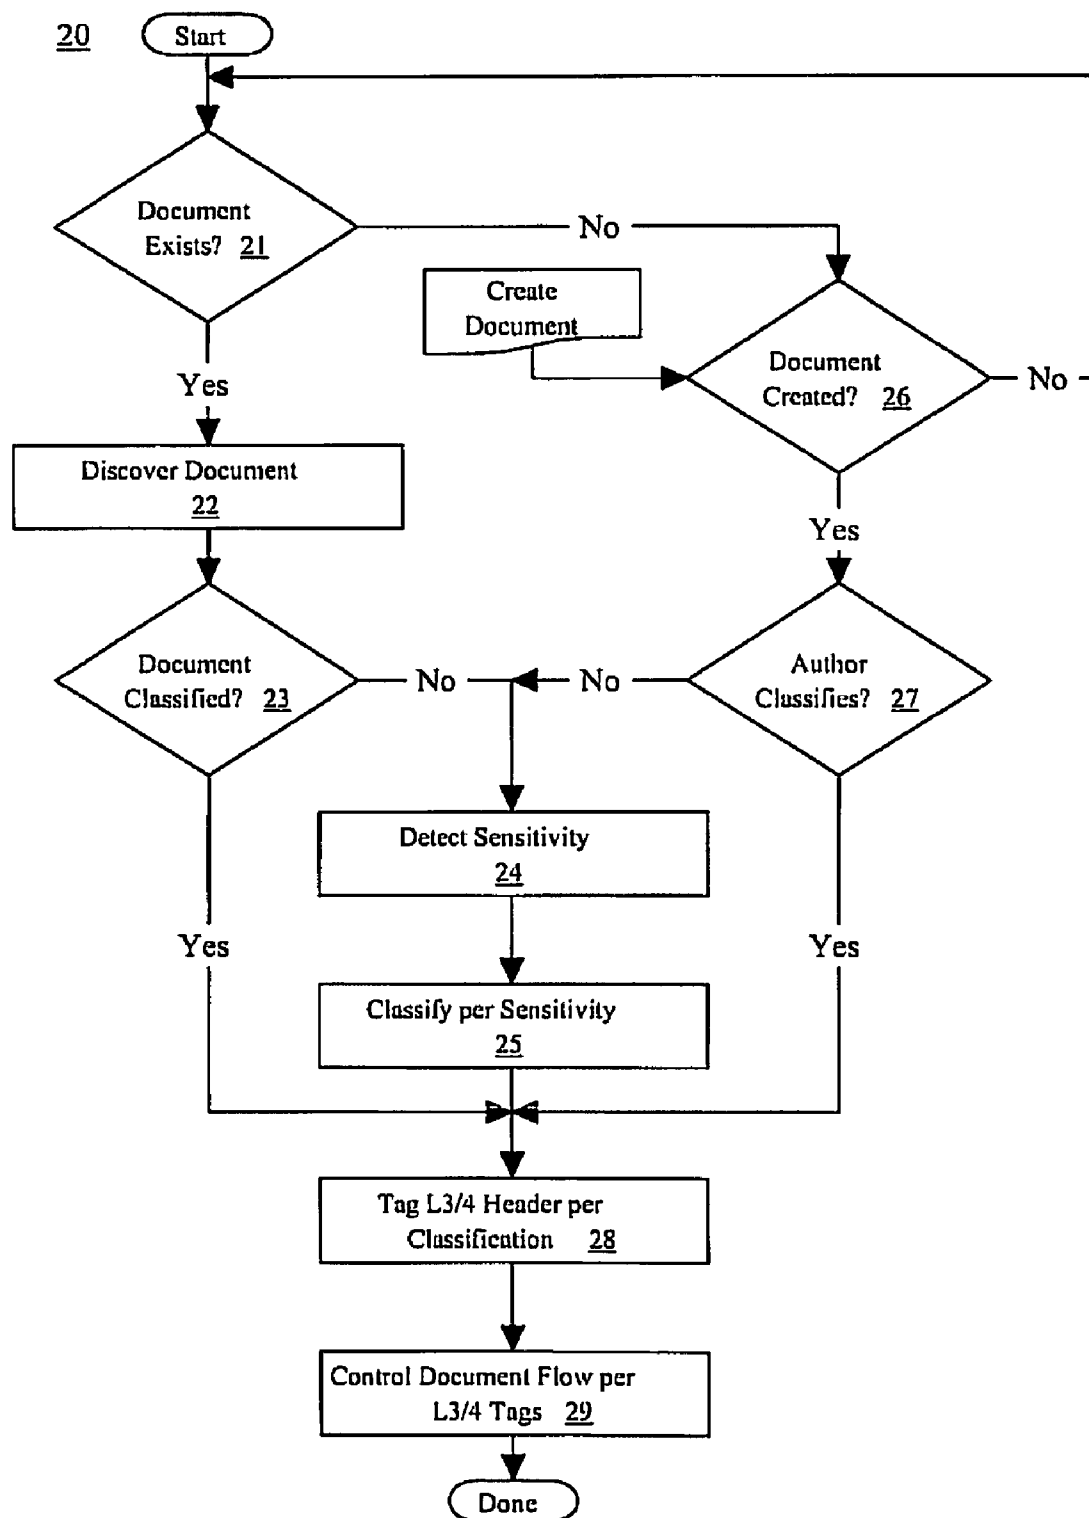 20
Start
Document
Exists? 21
No
Create
Document
Document
Created? 26
No
Yes
Discover Document
22
Yes
Document
Classified? 23
No
No
Author
Classifies? 27
Detect Sensitivity
24
Yes
Yes
Classify per Sensitivity
25
Tag L3/4 Header per
Classification 28
Control Document Flow per
L3/4 Tags 29
Done